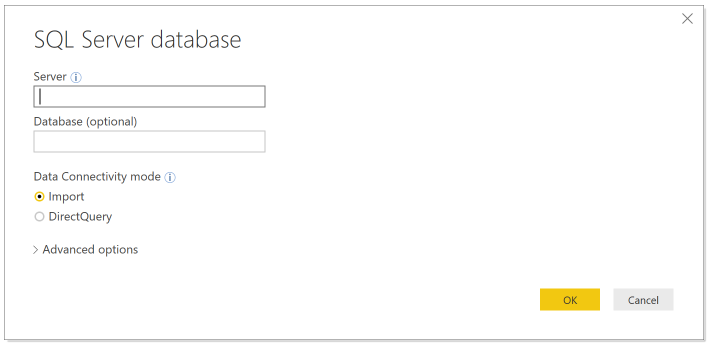 SQL Server database
Server
Database (optional)
Data Connectivity mode
Import
DirectQuery
Advanced options
OK Cancel